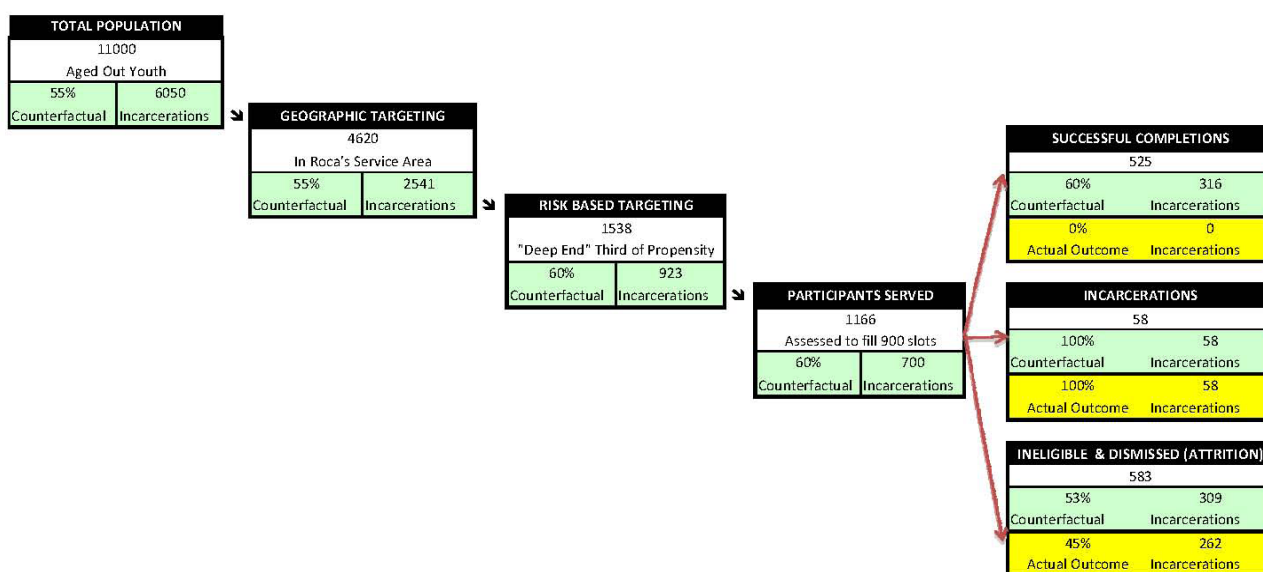 TOTAL POPULATION
11000
Aged Out Youth
55% 6050
Counterfactual Incarcerations
GEOGRAPHIC TARGETING
4620
In Roca's Service Area
55% 2541
Counterfactual Incarcerations
RISK BASED TARGETING
1538
"Deep End" Third of Propensity
60% 923
Counterfactual Incarcerations
PARTICIPANTS SERVED
1166
Assessed to fill 900 slots
60% 700
Counterfactual Incarcerations
SUCCESSFUL COMPLETIONS
525
60% 316
Counterfactual Incarcerations
0% 0
Actual Outcome Incarcerations
INCARCERATIONS
58
100% 58
Counterfactual Incarcerations
100% 58
Actual Outcome Incarcerations
INELIGIBLE & DISMISSED (ATTRITION)
583
53% 309
Counterfactual Incarcerations
45% 262
Actual Outcome Incarcerations